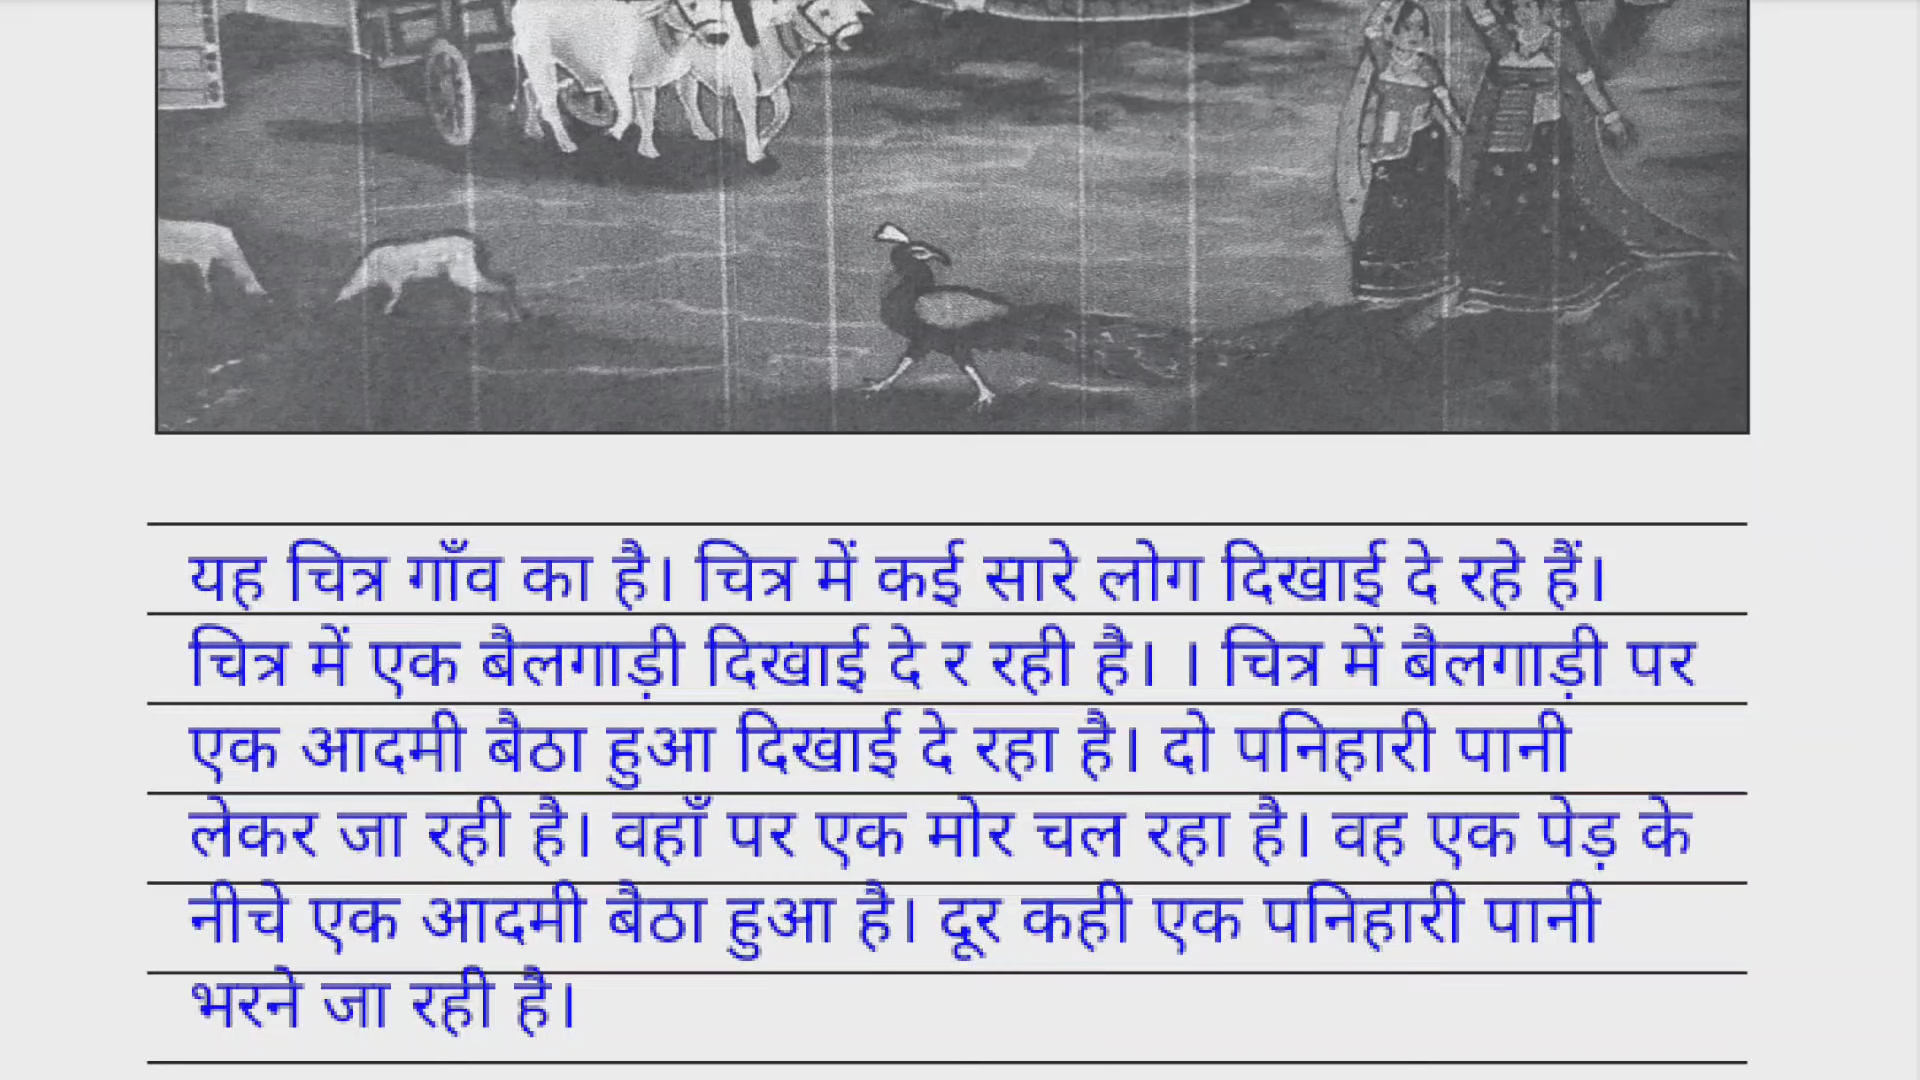 यह चित्र गाँव का है। चित्र में कई सारे लोग दिखाई दे रहे हैं।
चित्र में एक बैलगाड़ी दिखाई दे र रही है। । चित्र में बैलगाड़ी पर
एक आदमी बैठा हुआ दिखाई दे रहा है। दो पनिहारी पानी
लेकर जा रही है। वहाँ पर एक मोर चल रहा है। वह एक पेड़ के
नीचे एक आदमी बैठा हुआ है। दूर कही एक पनिहारी पानी
भरने जा रही है।